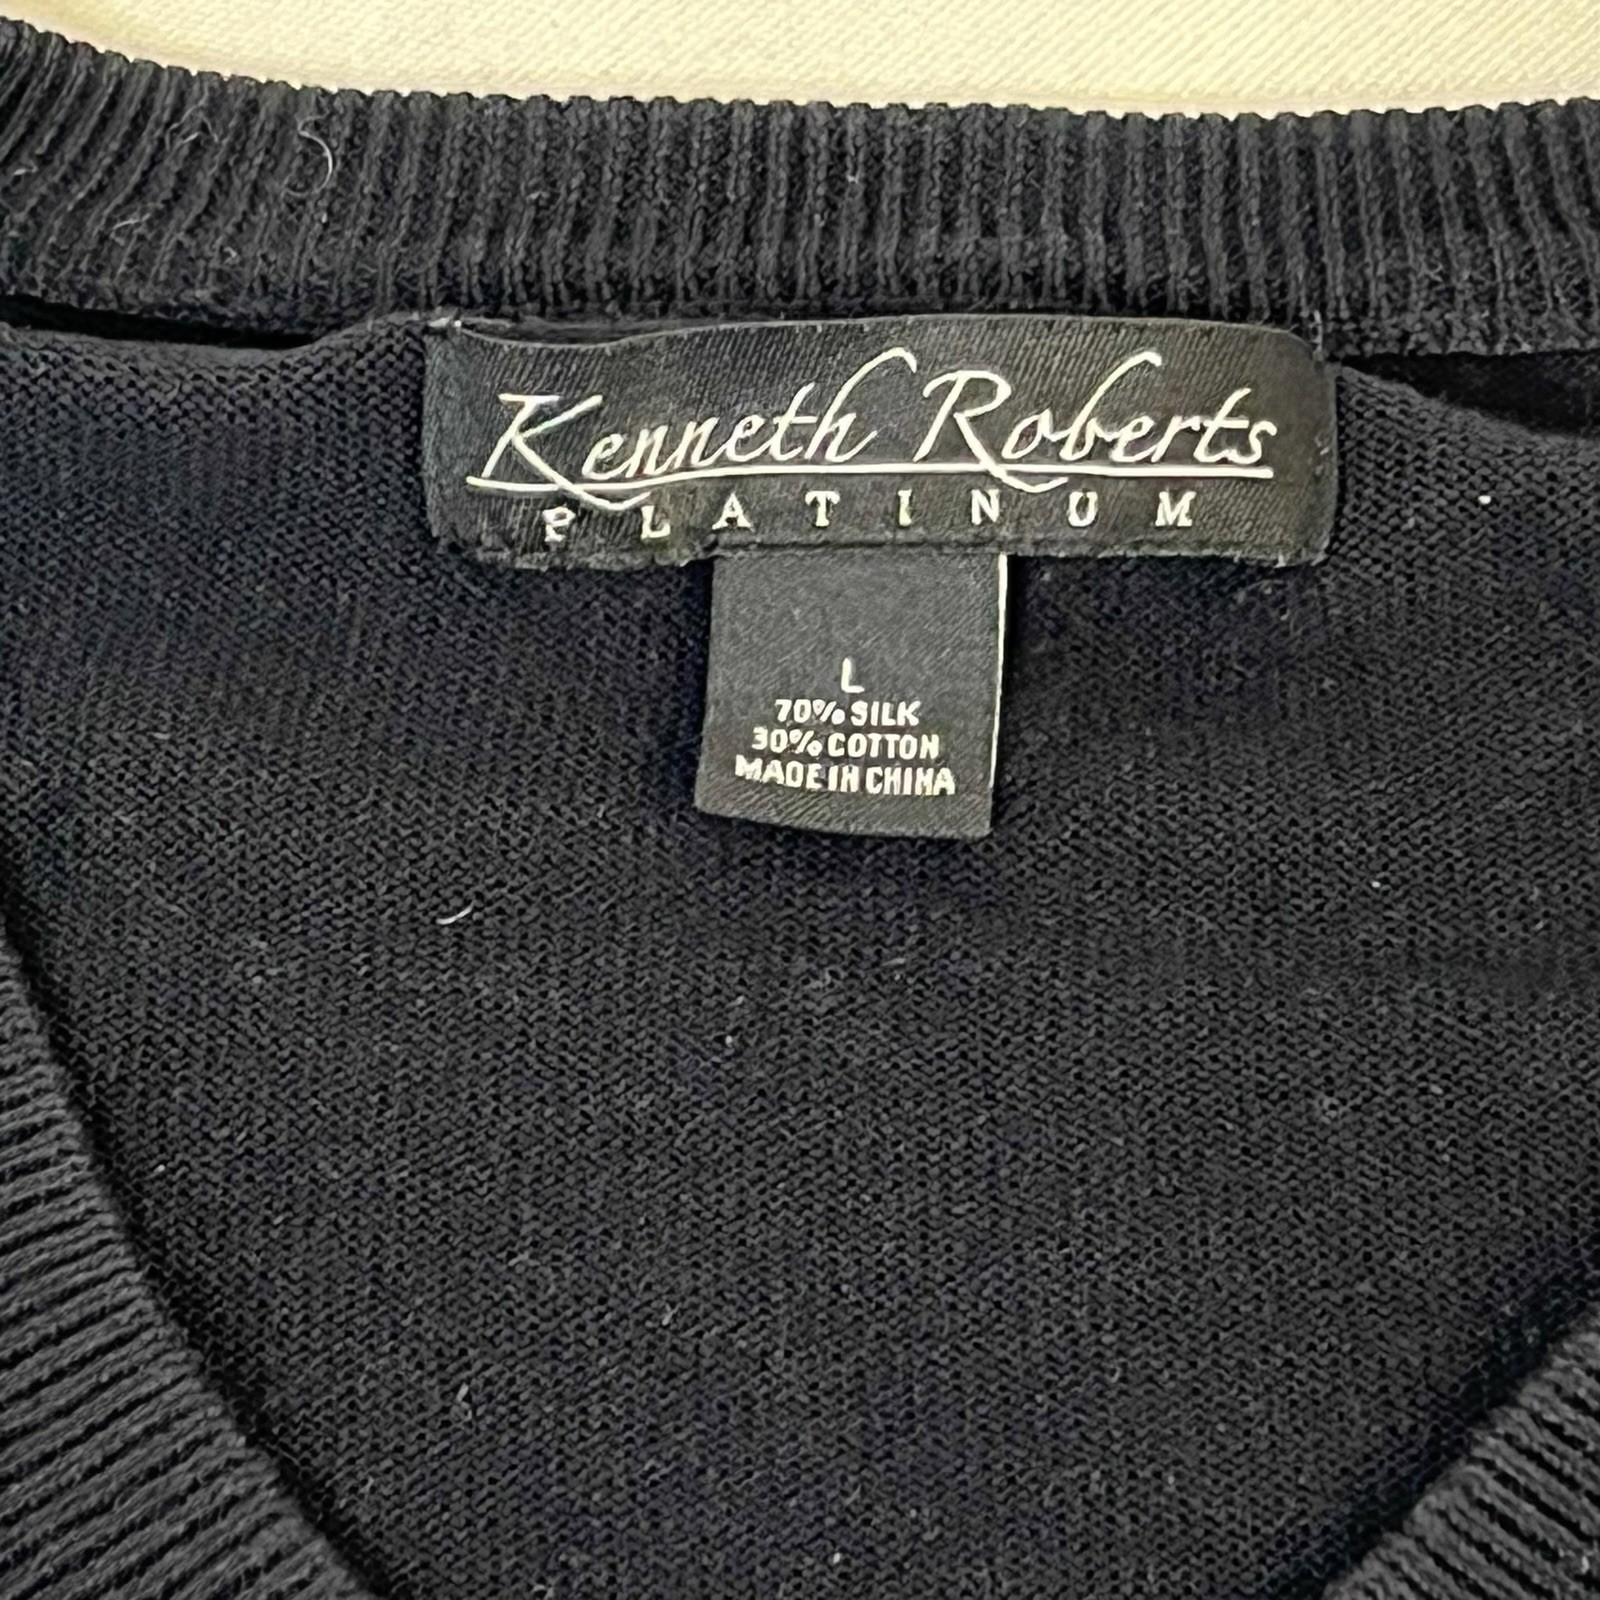 Kenneth Roberts
PLATINUM
L
70% SILK
30% COTTON
MADE IN CHINA